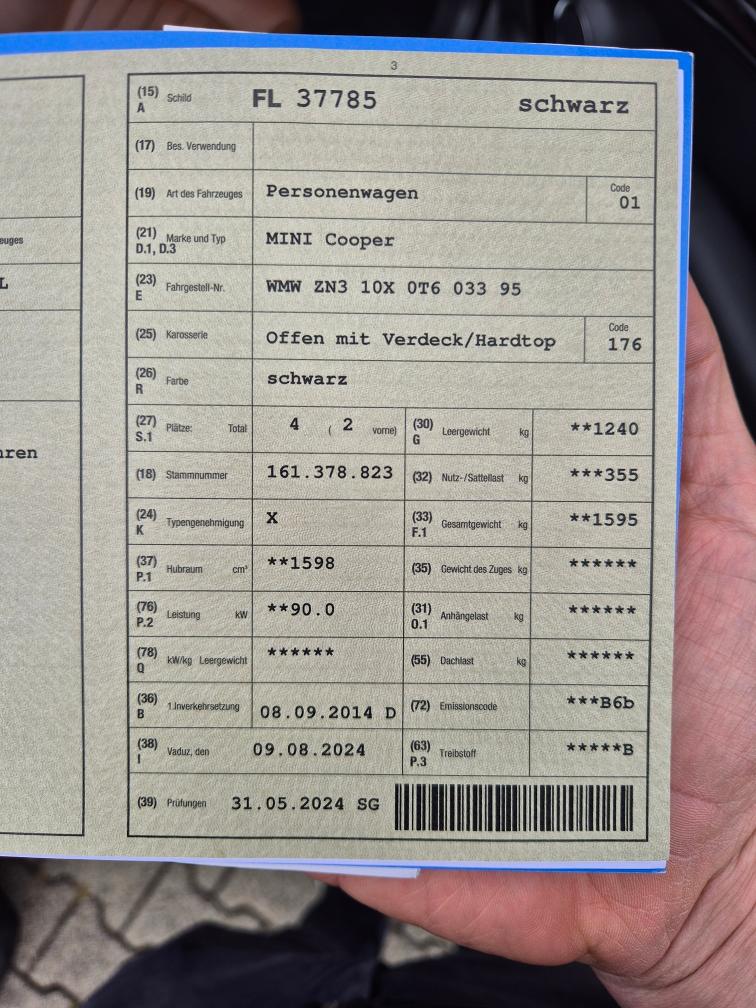 3
(15) A Schild FL 37785 schwarz
(17) Bes. Verwendung
(19) Art des Fahrzeuges Personenwagen Code 01
(21) D.1, D.3 Marke und Typ MINI Cooper
(23) E Fahrgestell-Nr. WMW ZN3 10X 0T6 033 95
(25) Karosserie Offen mit Verdeck/Hardtop Code 176
(26) R Farbe schwarz
(27) S.1 Plätze: Total 4 ( 2 vorne) (30) G Leergewicht kg **1240
(18) Stammnummer 161.378.823 (32) Nutz-/Sattellast kg ***355
(24) K Typengenehmigung X (33) F.1 Gesamtgewicht kg **1595
(37) P.1 Hubraum cm³ **1598 (35) Gewicht des Zuges kg ******
(76) P.2 Leistung kW **90.0 (31) O.1 Anhängelast kg ******
(78) Q kW/kg Leergewicht ****** (55) Dachlast kg ******
(36) B 1.Inverkehrsetzung 08.09.2014 D (72) Emissionscode ***B6b
(38) I Vaduz, den 09.08.2024 (63) P.3 Treibstoff *****B
(39) Prüfungen 31.05.2024 SG